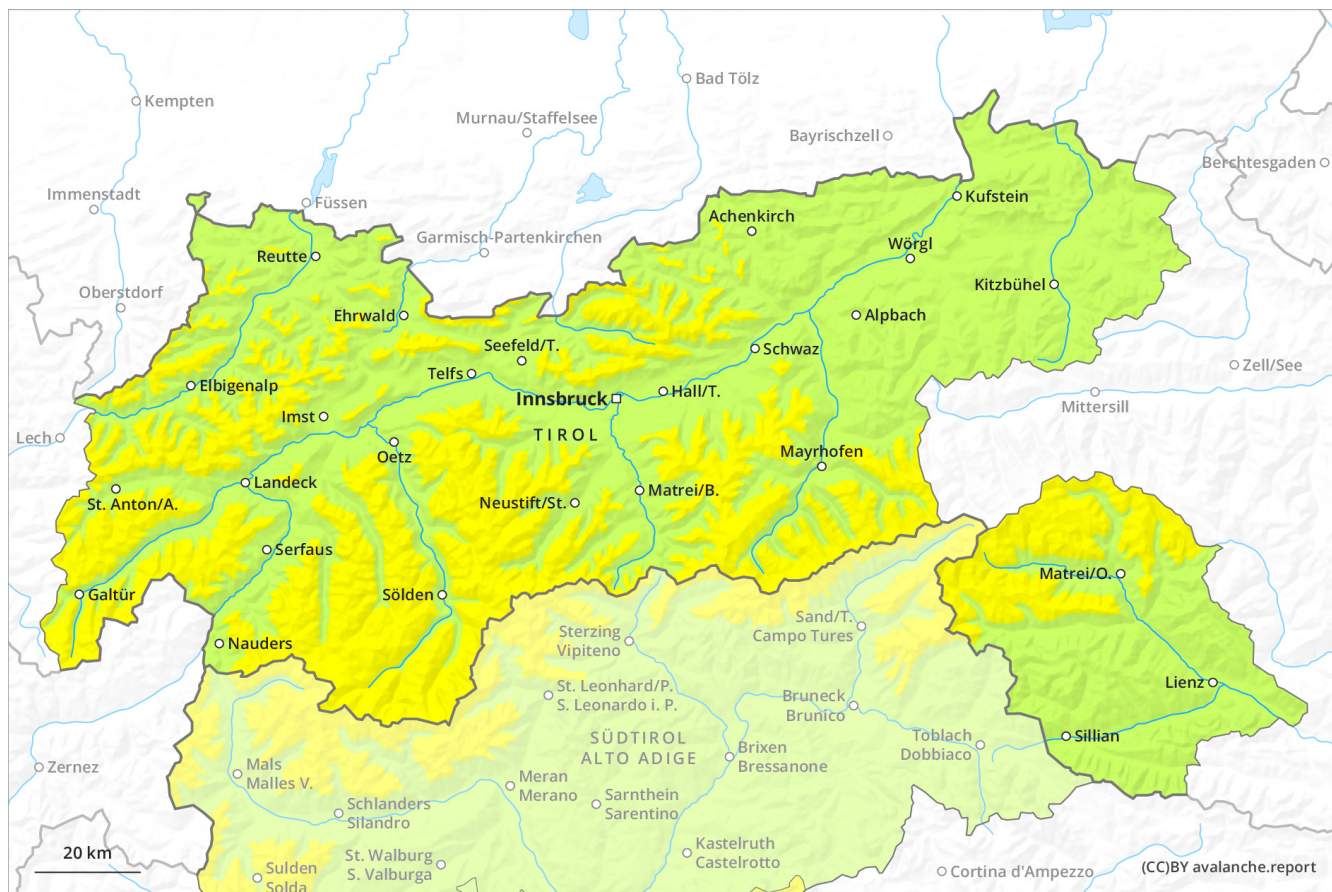 Bad Tölz
Kempten
Murnau/Staffelsee
Bayrischzell
Berchtesgaden
Immenstadt
Füssen
Kufstein
Achenkirch
Garmisch-Partenkirchen
Wörgl
Reutte
Kitzbühel
Oberstdorf
Ehrwald
Alpbach
Seefeld/T.
Schwaz
Zell/See
Telfs
Elbigenalp
Hall/T.
Innsbruck
Mittersill
Imst
TIROL
Lech
Oetz
Mayrhofen
Landeck
Matrei/B.
St. Anton/A.
Neustift/St.
Serfaus
Matrei/O.
Galtür
Sölden
Sand/T.
Campo Tures
Sterzing
Vipiteno
Nauders
Lienz
St. Leonhard/P.
S. Leonardo i. P.
Bruneck
Brunico
SÜDTIROL
ALTO ADIGE
Toblach
Dobbiaco
Sillian
Brixen
Bressanone
Zernez
Mals
Malles V.
Meran
Merano
Sarnthein
Sarentino
Schlanders
Silandro
20 km
St. Walburg
S. Valburga
Kastelruth
Castelrotto
Sulden
Solda
Cortina d'Ampezzo
(CC)BY avalanche.report